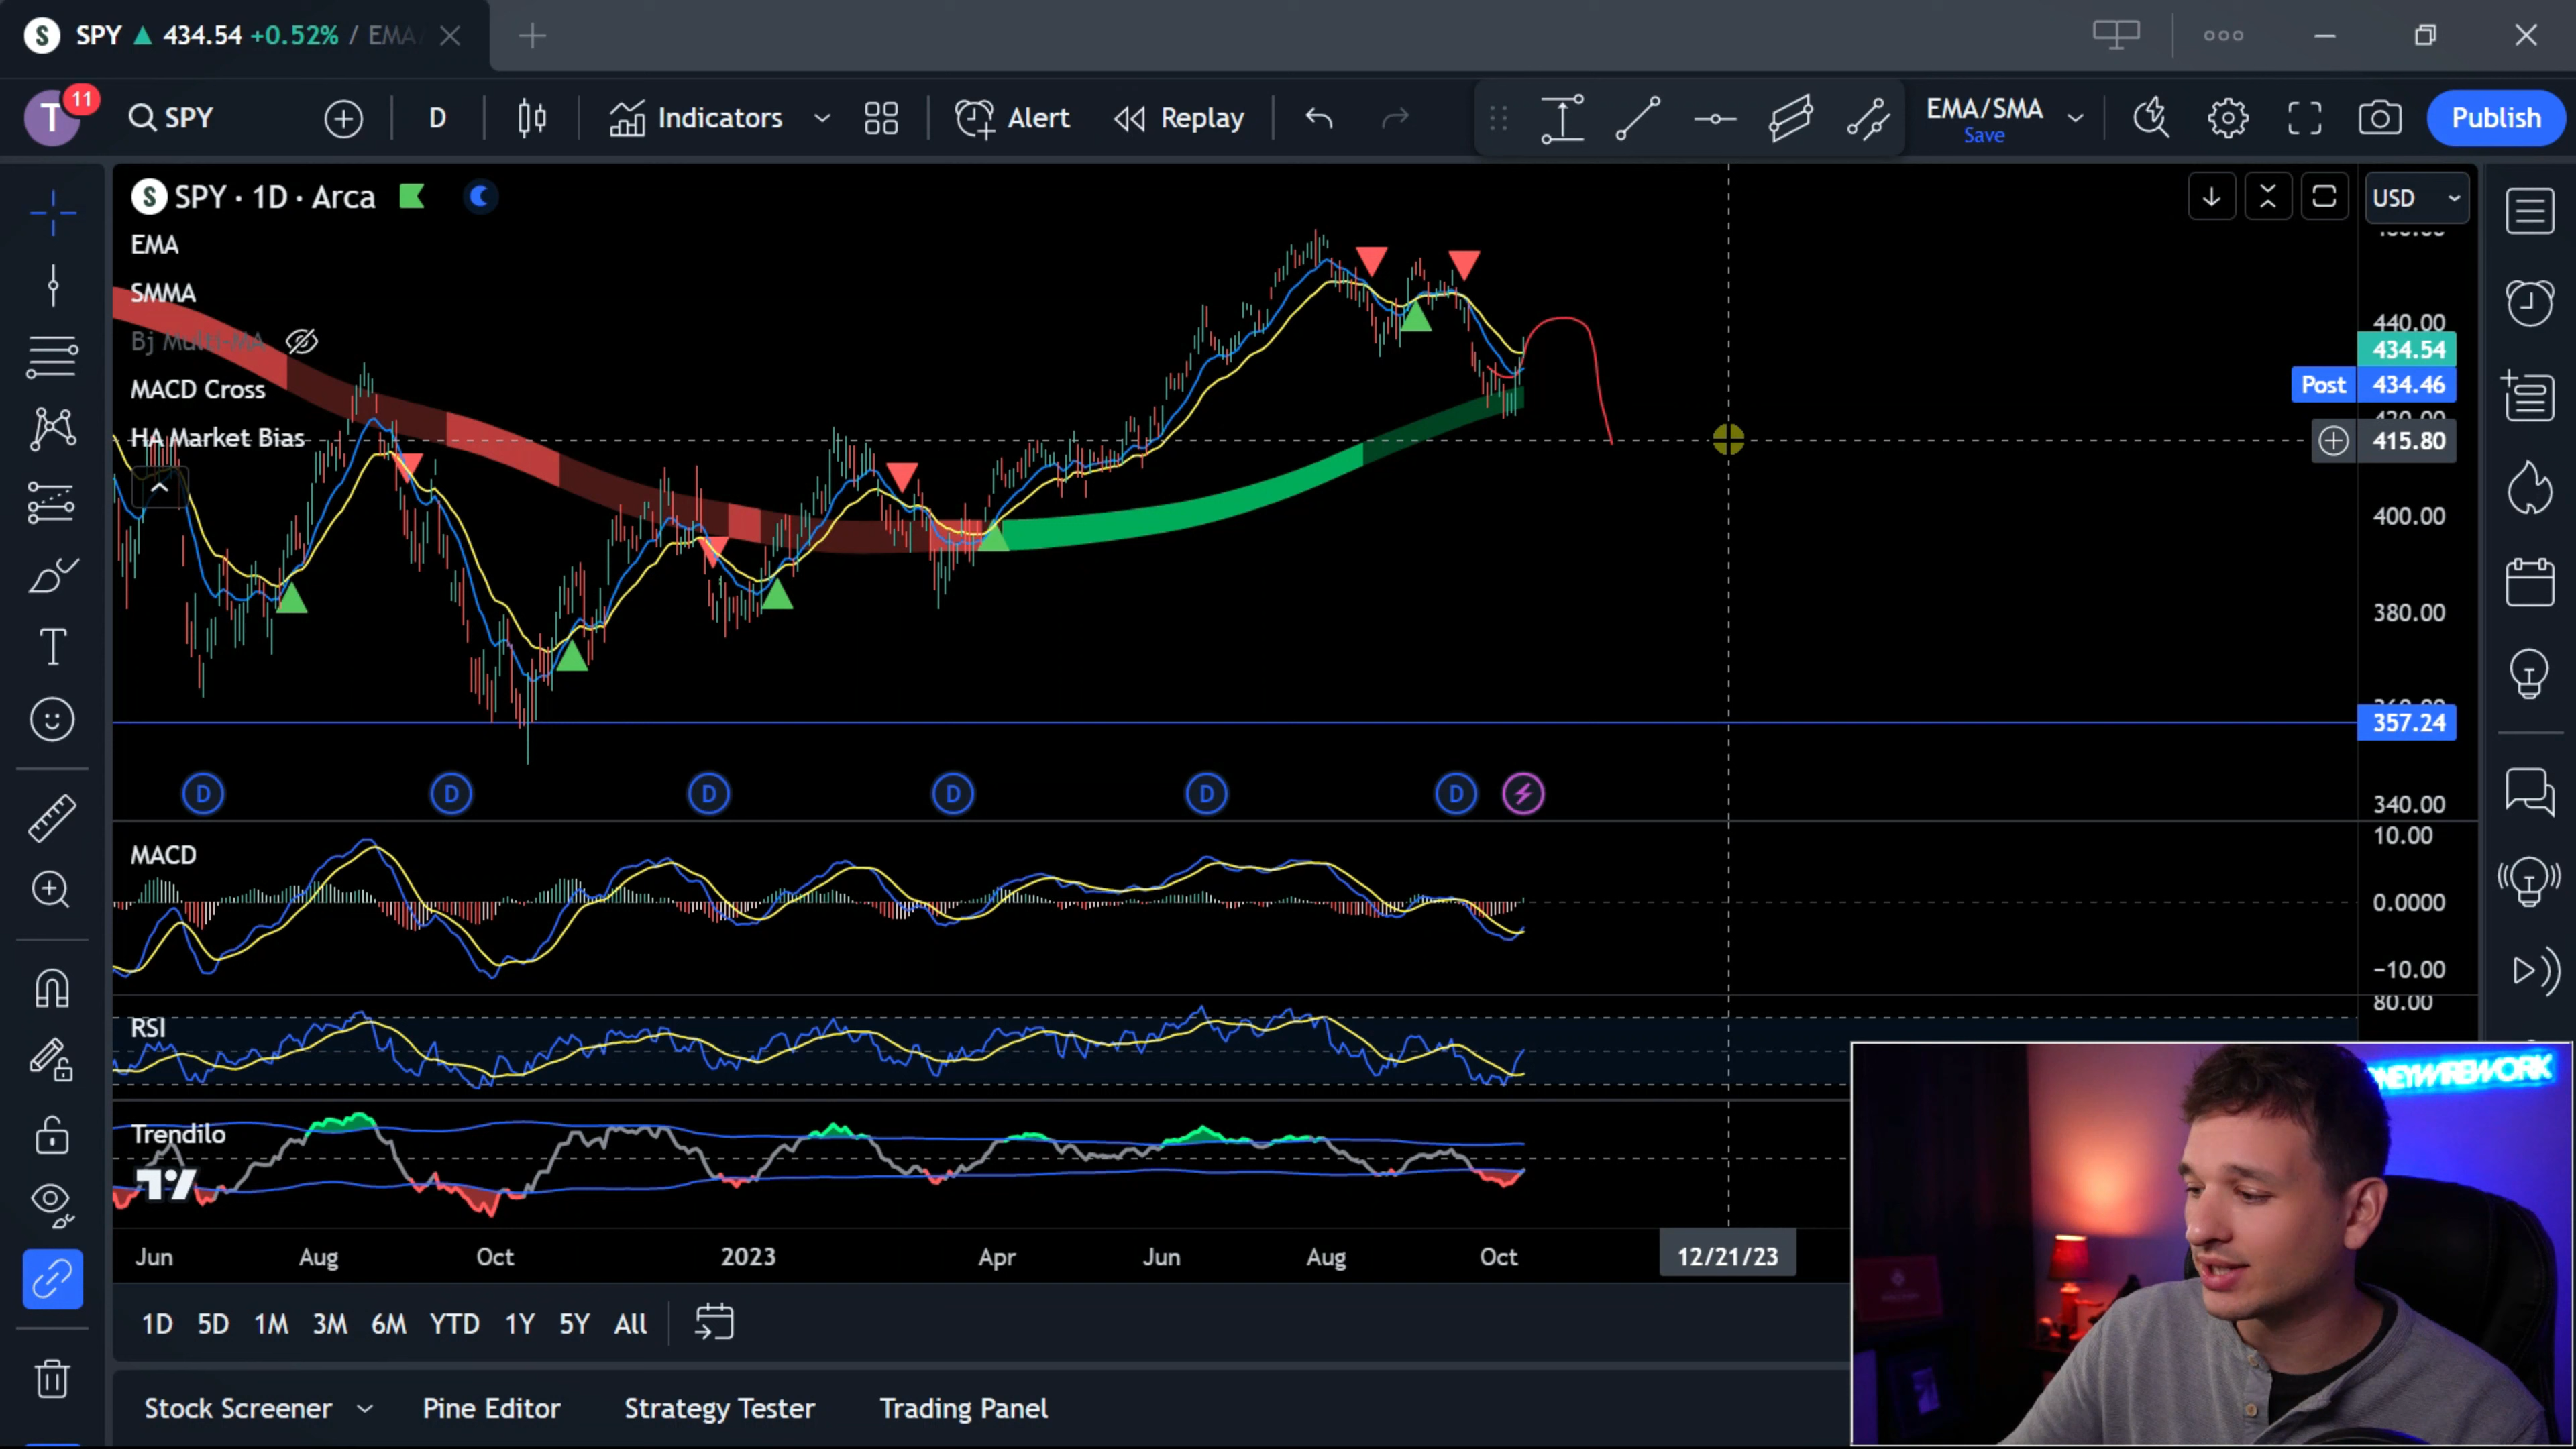 SPY 434.54 +0.52% / EMA
T 11 SPY D Indicators Alert Replay EMA/SMA Save Publish
S SPY · 1D · Arca USD
EMA
SMMA
Bj Multi-MA
MACD Cross
HA Market Bias
440.00
434.54
Post 434.46
415.80
400.00
380.00
357.24
340.00
D D D D D D
MACD
10.00
0.0000
−10.00
RSI
80.00
Trendilo
Jun Aug Oct 2023 Apr Jun Aug Oct 12/21/23
1D 5D 1M 3M 6M YTD 1Y 5Y All
Stock Screener Pine Editor Strategy Tester Trading Panel